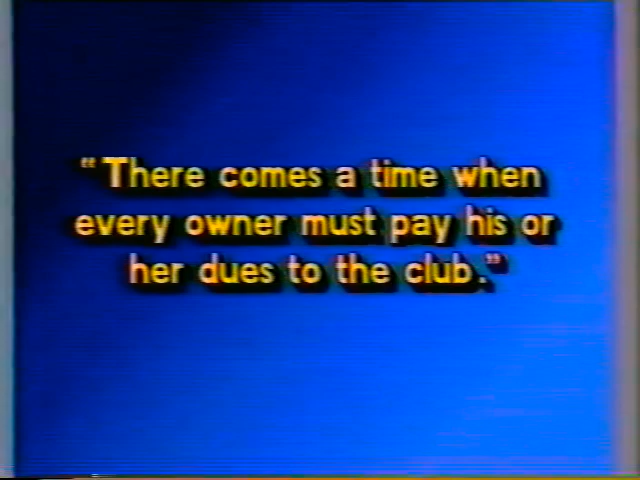 “There comes a time when
every owner must pay his or
her dues to the club.”